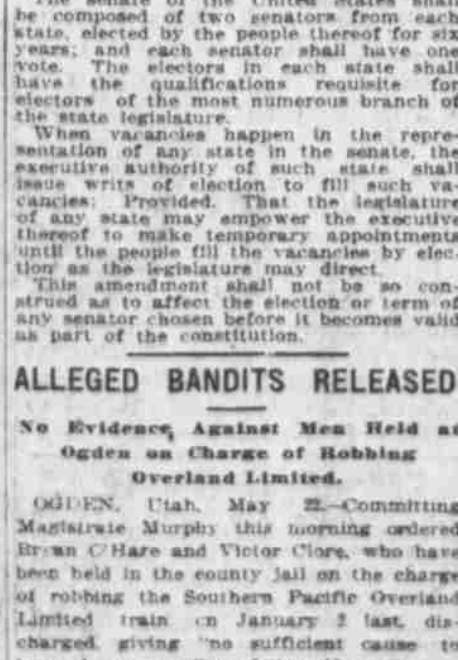 The senate of the United States shall
be composed of two senators from each
state, elected by the people thereof for six
years; and each senator shall have one
vote. The electors in each state shall
have the qualifications requisite for
electors of the most numerous branch of
the state legislature.
When vacancies happen in the repre-
sentation of any state in the senate, the
executive authority of such state shall
issue writs of election to fill such va-
cancies; Provided, That the legislature
of any state may empower the executive
thereof to make temporary appointments
until the people fill the vacancies by elec-
tion as the legislature may direct.
This amendment shall not be so con-
strued as to affect the election or term of
any senator chosen before it becomes valid
as part of the constitution.
ALLEGED BANDITS RELEASED
No Evidence Against Men Held at
Ogden on Charge of Robbing
Overland Limited.
OGDEN, Utah, May 22.—Committing
Magistrate Murphy this morning ordered
Bryan O'Hare and Victor Clore, who have
been held in the county jail on the charge
of robbing the Southern Pacific Overland
Limited train on January 2 last, dis-
charged, giving "no sufficient cause to